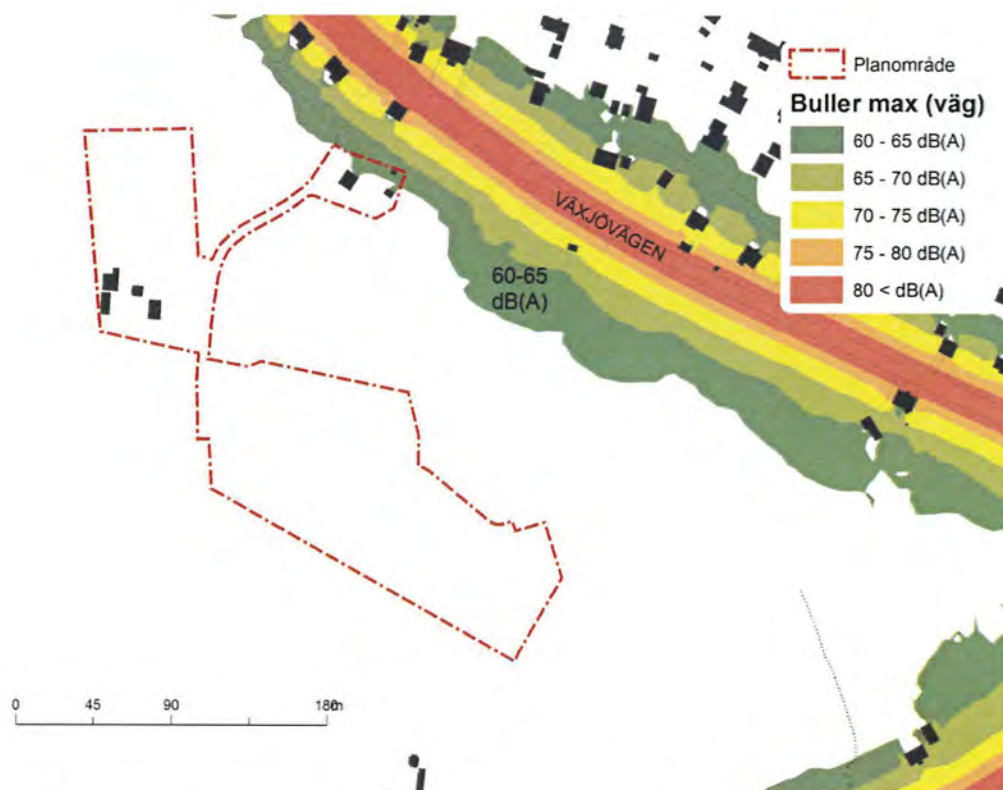 Planområde
Buller max (väg)
60 - 65 dB(A)
65 - 70 dB(A)
70 - 75 dB(A)
75 - 80 dB(A)
80 < dB(A)
VÄXJÖVÄGEN
60-65
dB(A)
0 45 90 180 m